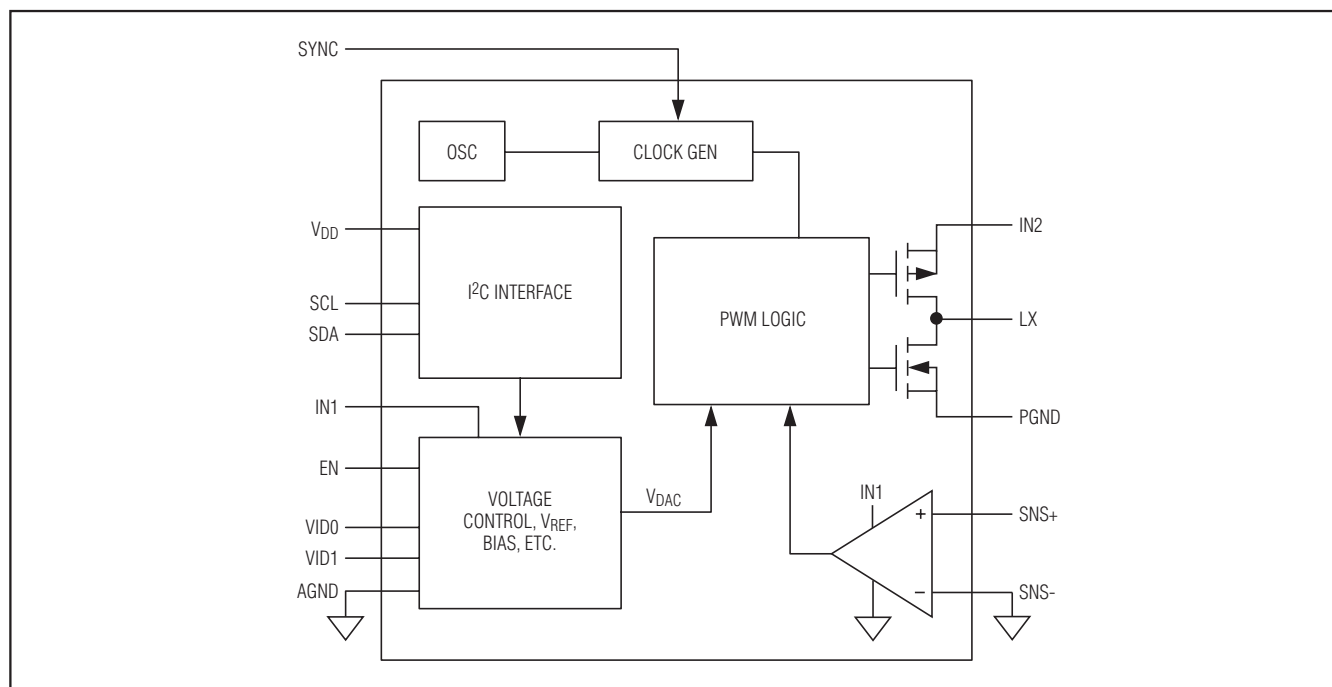 SYNC
OSC
CLOCK GEN
VDD
SCL
SDA
I2C INTERFACE
PWM LOGIC
IN2
LX
PGND
IN1
EN
VID0
VID1
AGND
VOLTAGE
CONTROL, VREF,
BIAS, ETC.
VDAC
IN1
+
−
SNS+
SNS-